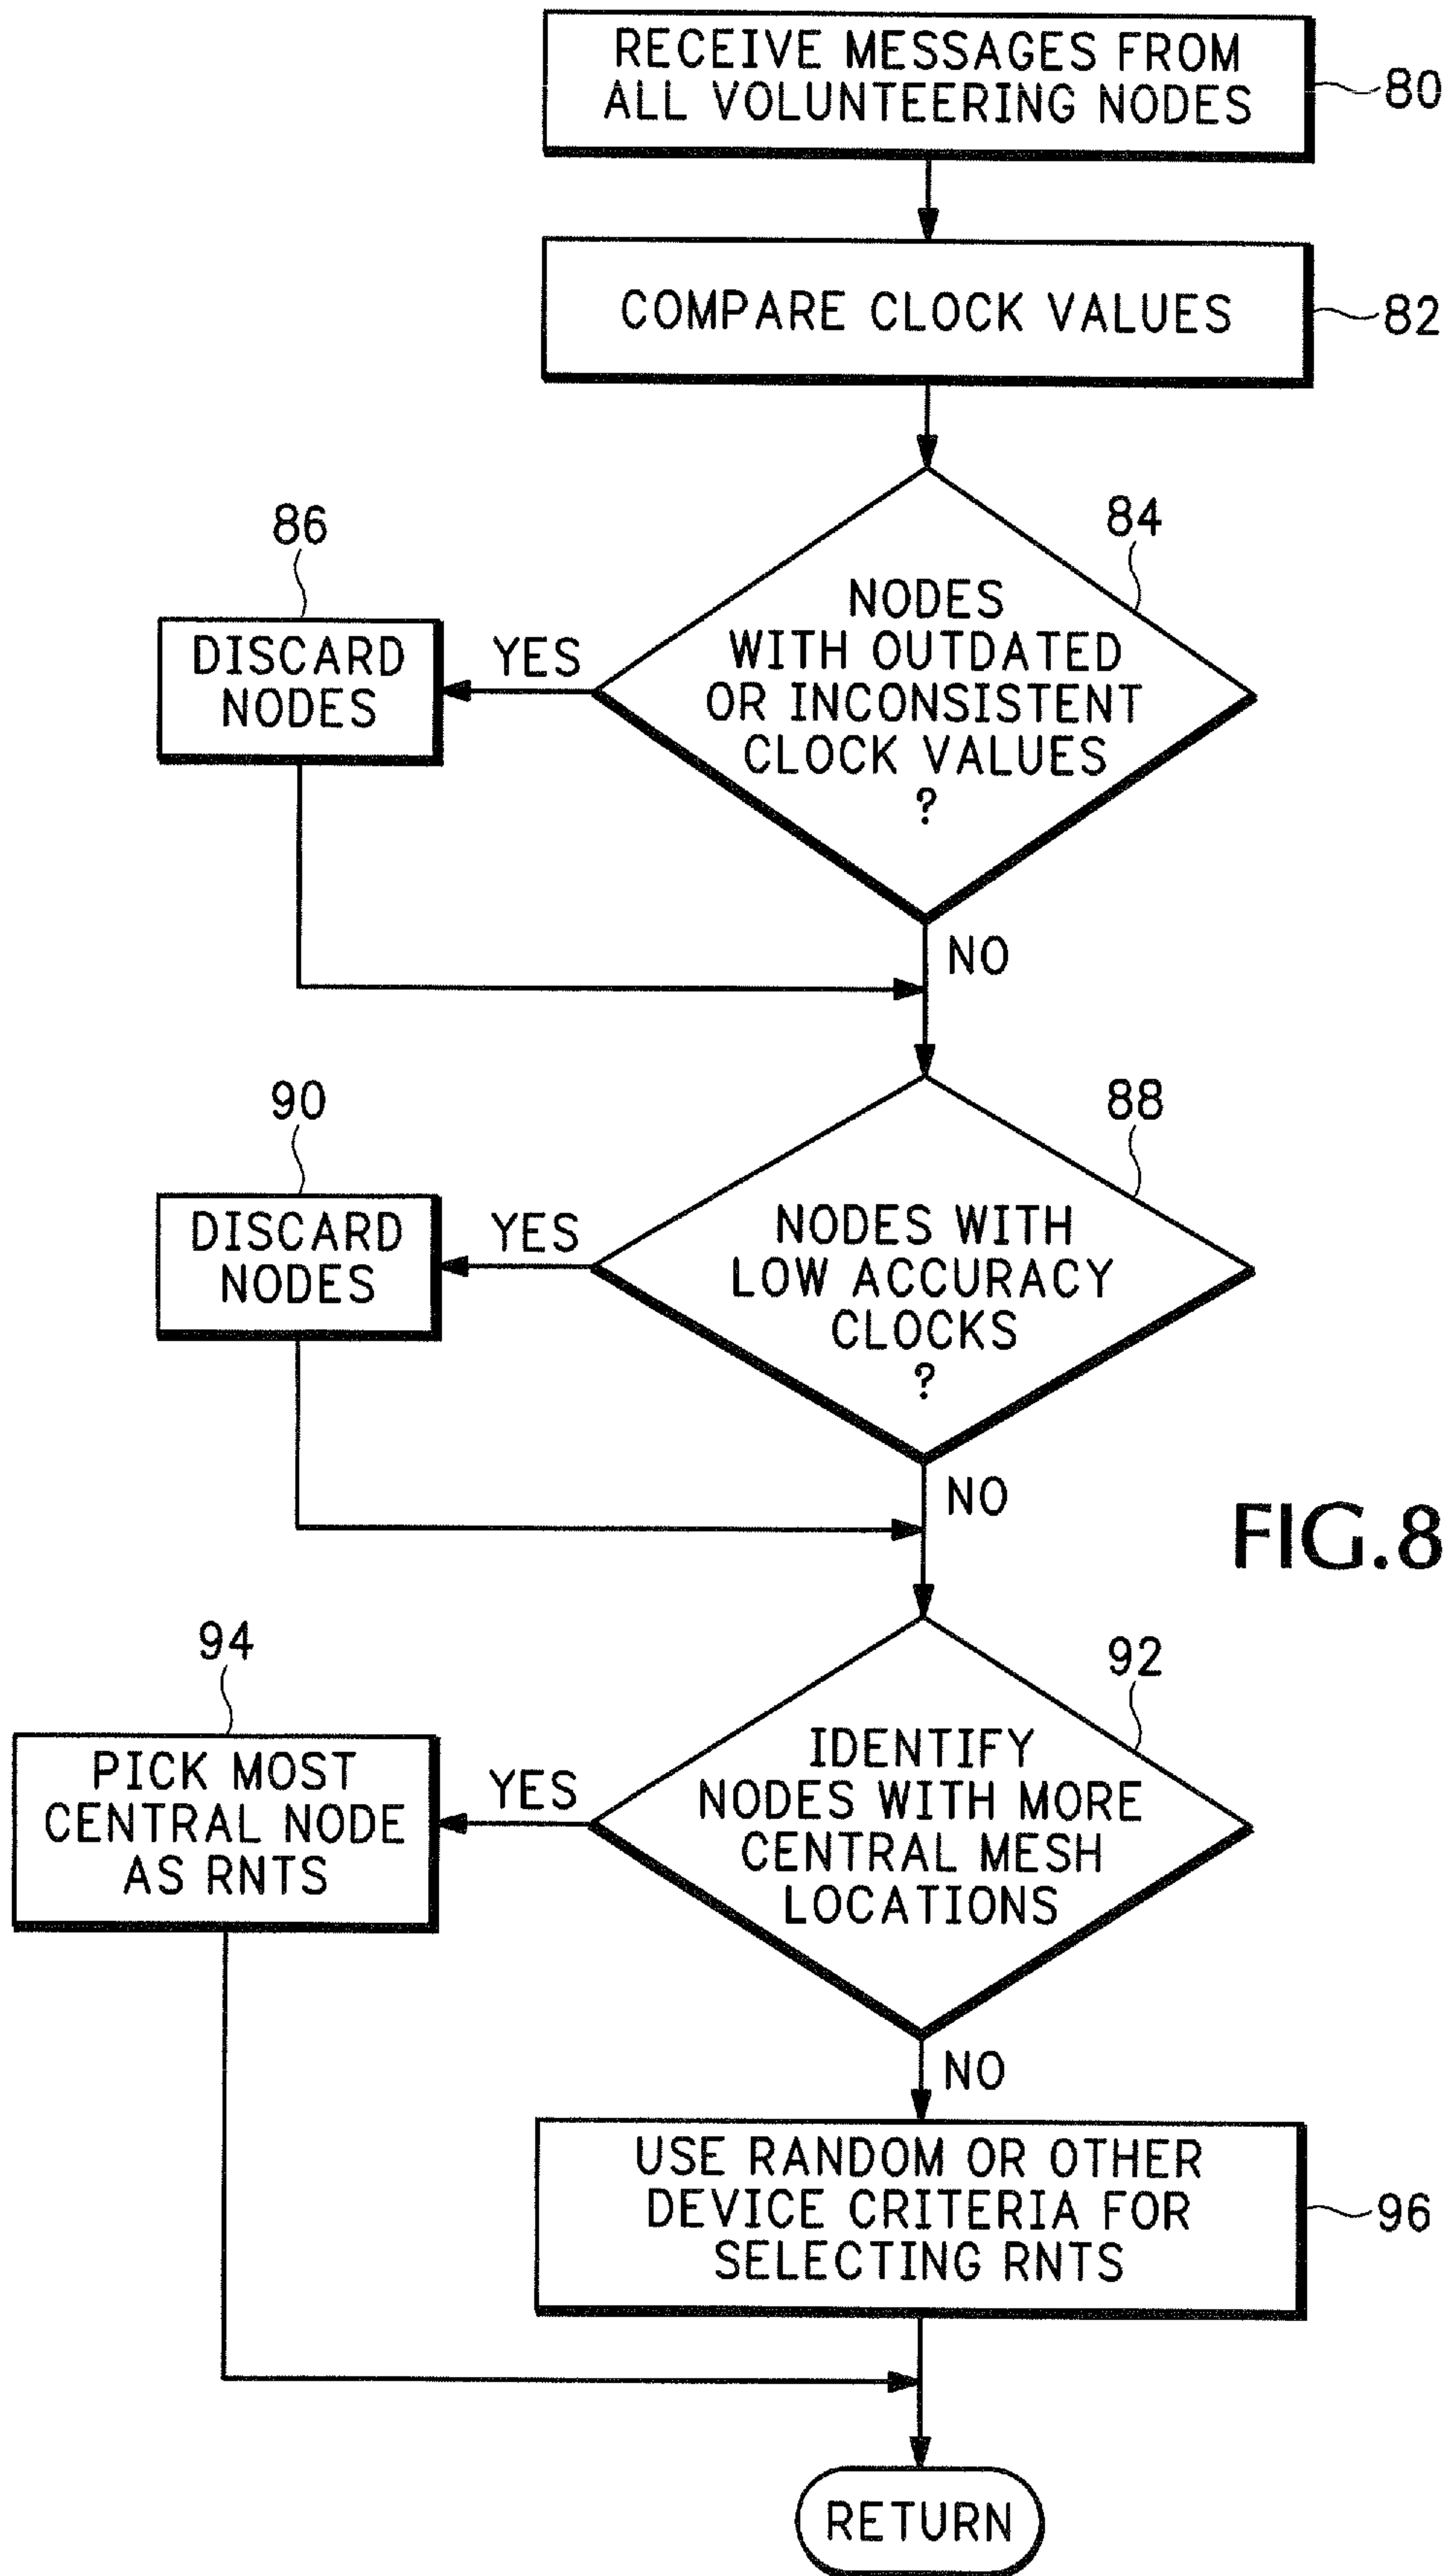 RECEIVE MESSAGES FROM
ALL VOLUNTEERING NODES
80
COMPARE CLOCK VALUES
82
84
NODES
WITH OUTDATED
OR INCONSISTENT
CLOCK VALUES
?
86
YES
DISCARD
NODES
NO
88
NODES WITH
LOW ACCURACY
CLOCKS
?
90
YES
DISCARD
NODES
NO
FIG.8
92
IDENTIFY
NODES WITH MORE
CENTRAL MESH
LOCATIONS
94
YES
PICK MOST
CENTRAL NODE
AS RNTS
NO
USE RANDOM OR OTHER
DEVICE CRITERIA FOR
SELECTING RNTS
96
RETURN